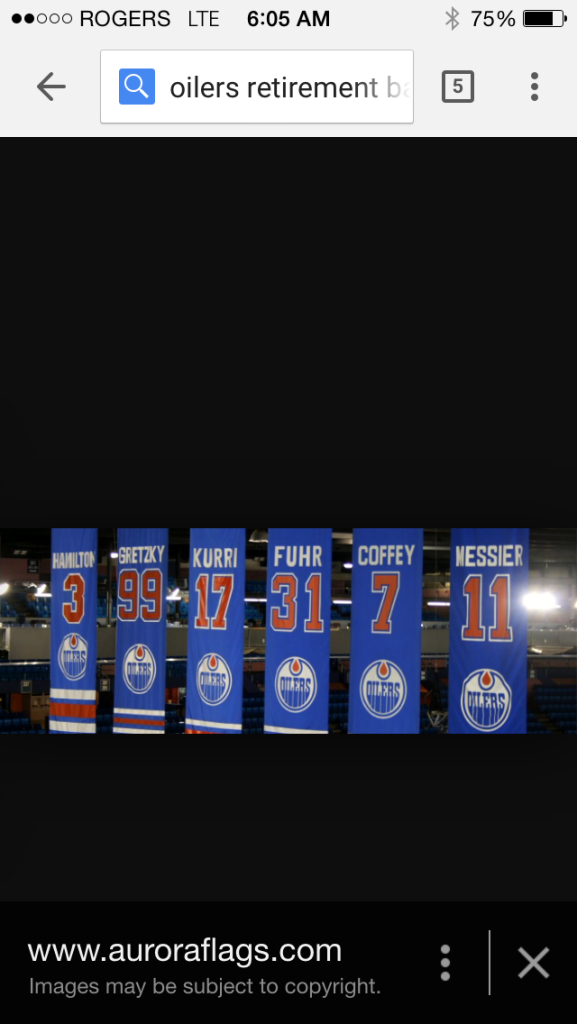 ROGERS LTE 6:05 AM 75%
oilers retirement ba
5
HAMILTON GRETZKY KURRI FUHR COFFEY MESSIER
3 99 17 31 7 11
OILERS OILERS OILERS OILERS OILERS OILERS
www.auroraflags.com
Images may be subject to copyright.